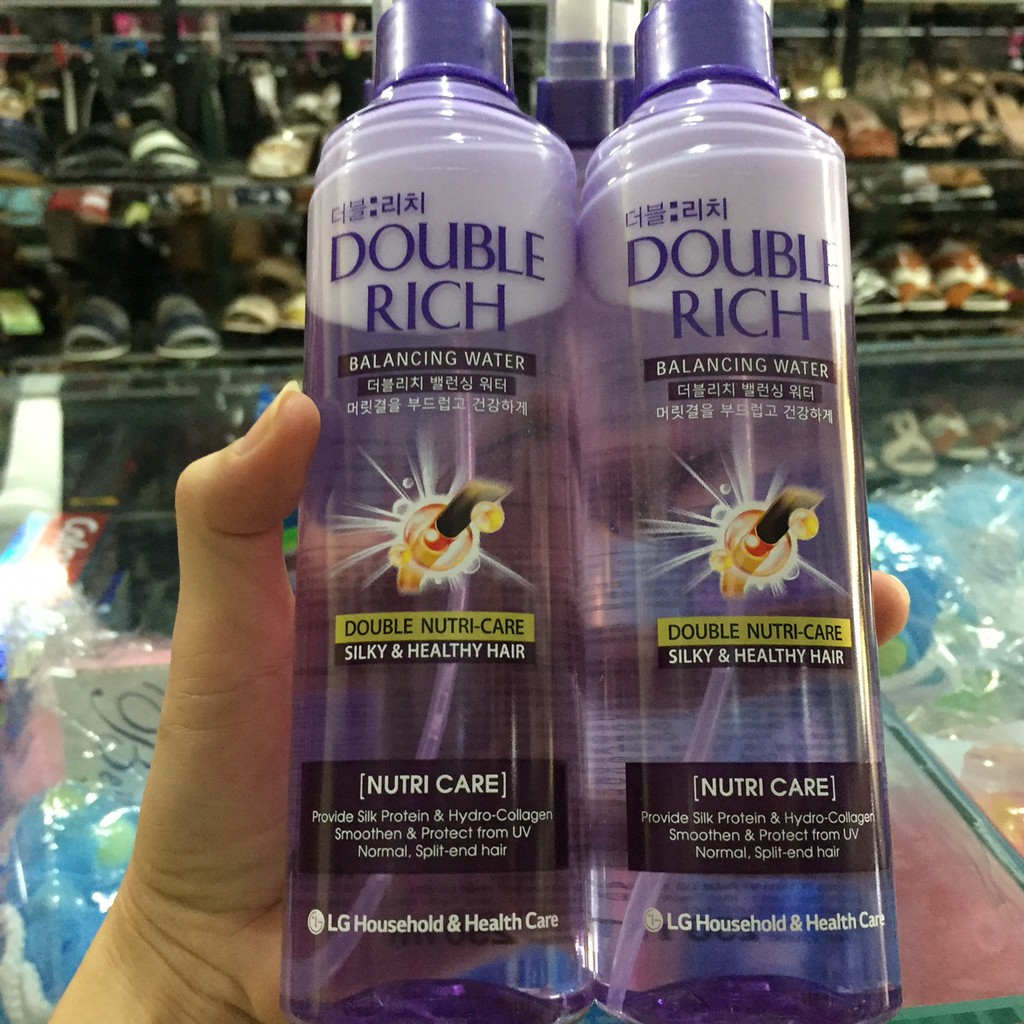 더블:리치
DOUBLE
RICH
BALANCING WATER
더블리치 밸런싱 워터
머릿결을 부드럽고 건강하게
DOUBLE NUTRI-CARE
SILKY & HEALTHY HAIR
[NUTRI CARE]
Provide Silk Protein & Hydro-Collagen
Smoothen & Protect from UV
Normal, Split-end hair
LG Household & Health Care
더블:리치
DOUBLE
RICH
BALANCING WATER
더블리치 밸런싱 워터
머릿결을 부드럽고 건강하게
DOUBLE NUTRI-CARE
SILKY & HEALTHY HAIR
[NUTRI CARE]
Provide Silk Protein & Hydro-Collagen
Smoothen & Protect from UV
Normal, Split-end hair
LG Household & Health Care